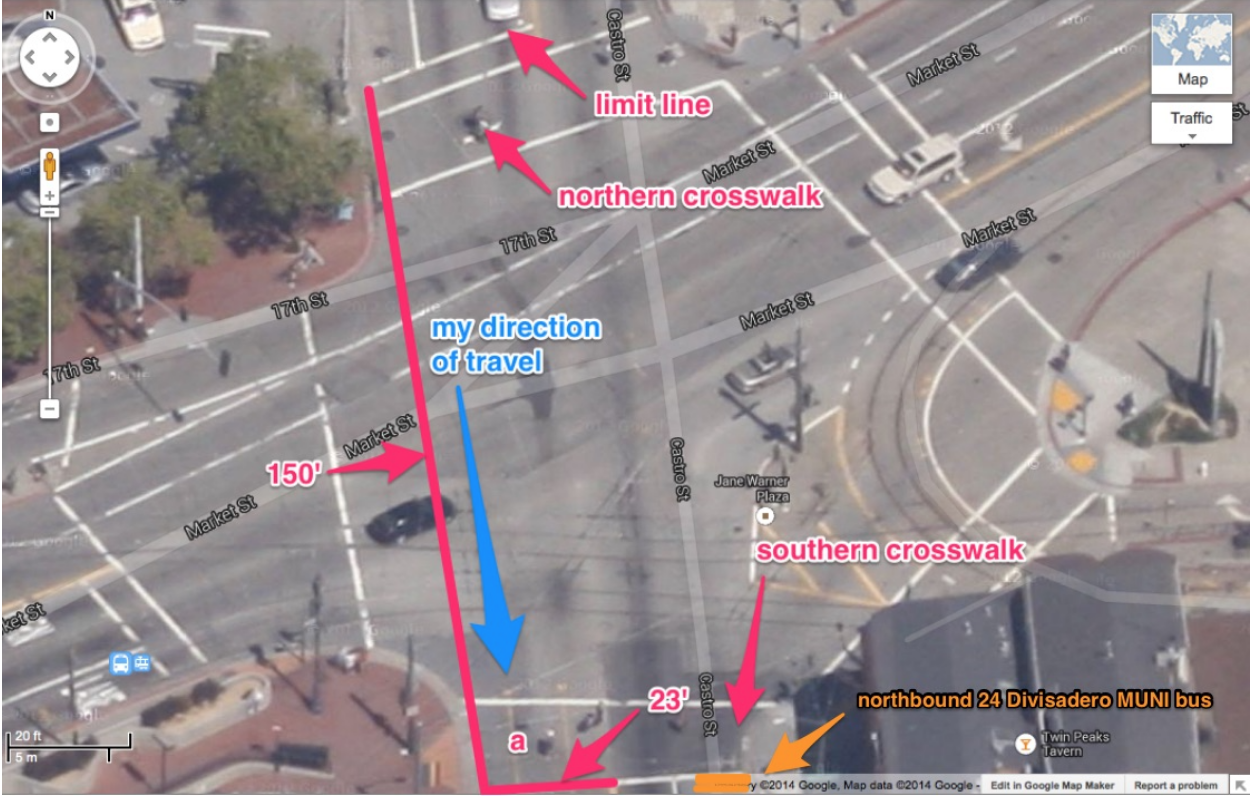 N
Castro St
Market St
Map
Traffic
limit line
Market St
northern crosswalk
17th St
Market St
17th St
my direction
of travel
Market St
17th St
Market St
150'
Castro St
Jane Warner
Plaza
Market St
southern crosswalk
ket St
23'
Castro St
northbound 24 Divisadero MUNI bus
a
20 ft
5 m
Twin Peaks
Tavern
ry ©2014 Google, Map data ©2014 Google -
Edit in Google Map Maker
Report a problem